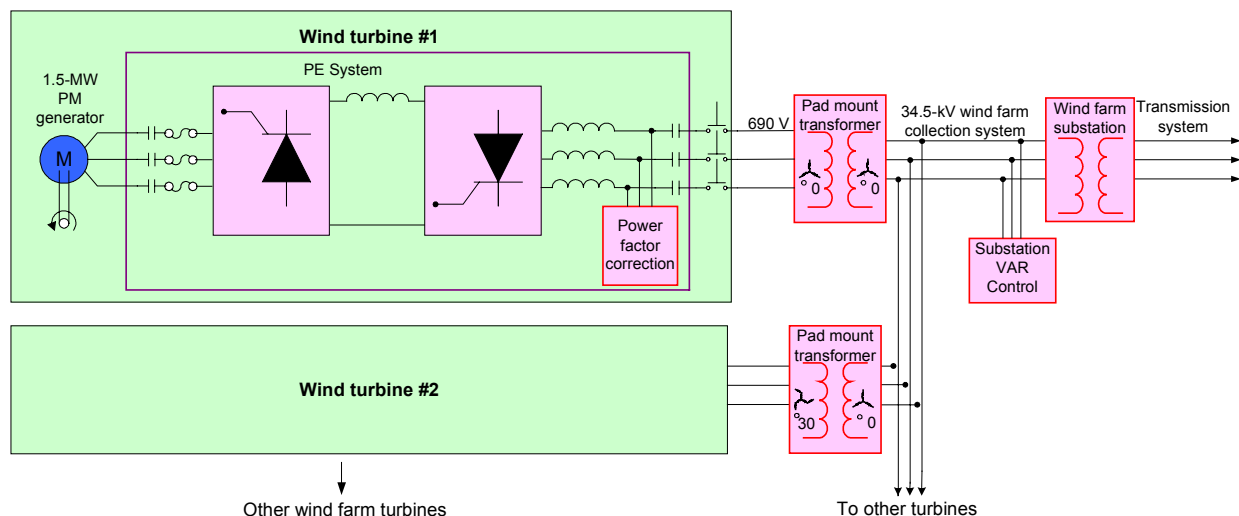 Wind turbine #1
PE System
1.5-MW
PM
generator
M
Power
factor
correction
690 V
Pad mount
transformer
° 0
° 0
34.5-kV wind farm
collection system
Wind farm
substation
Transmission
system
Substation
VAR
Control
Wind turbine #2
Pad mount
transformer
° 30
° 0
Other wind farm turbines
To other turbines